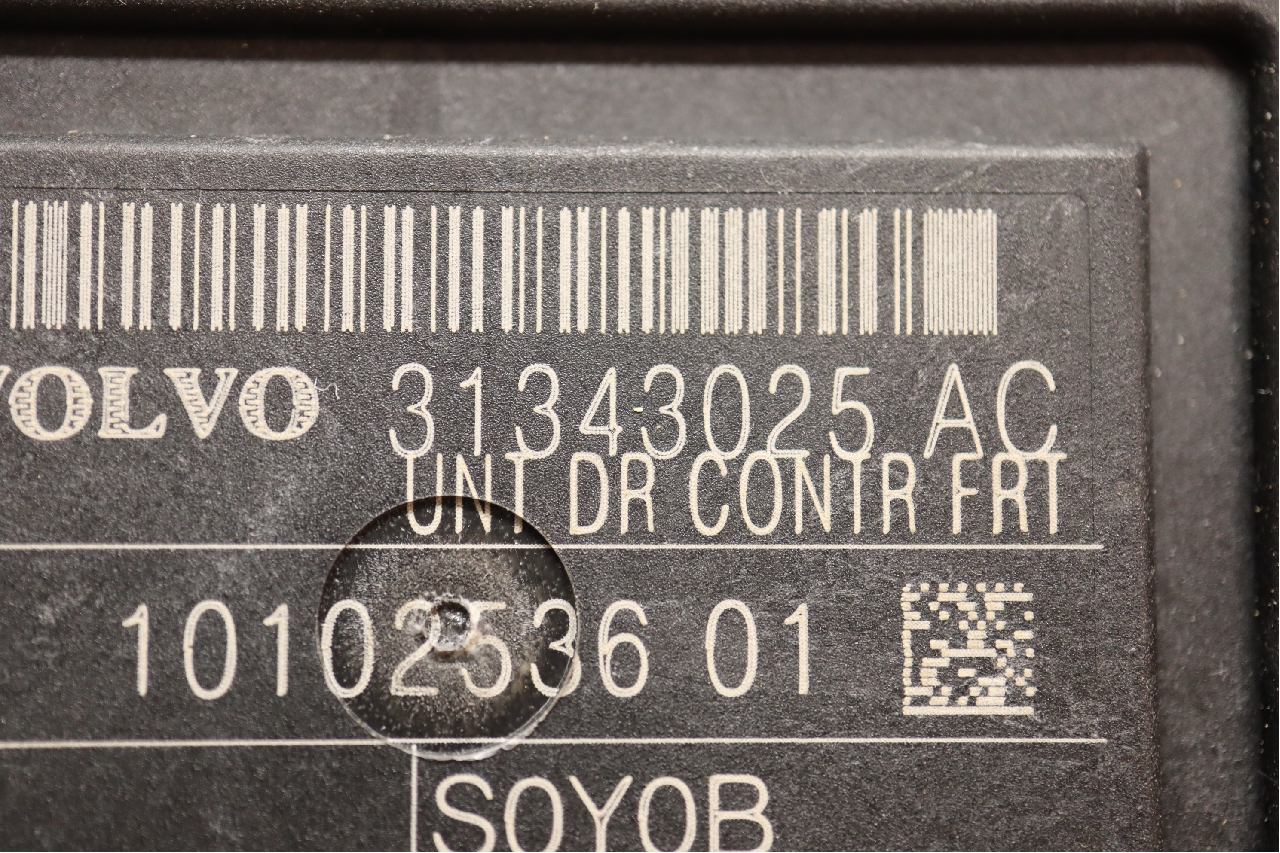 VOLVO 31343025 AC
UNT DR CONTR FRT
10102536 01
SOYOB